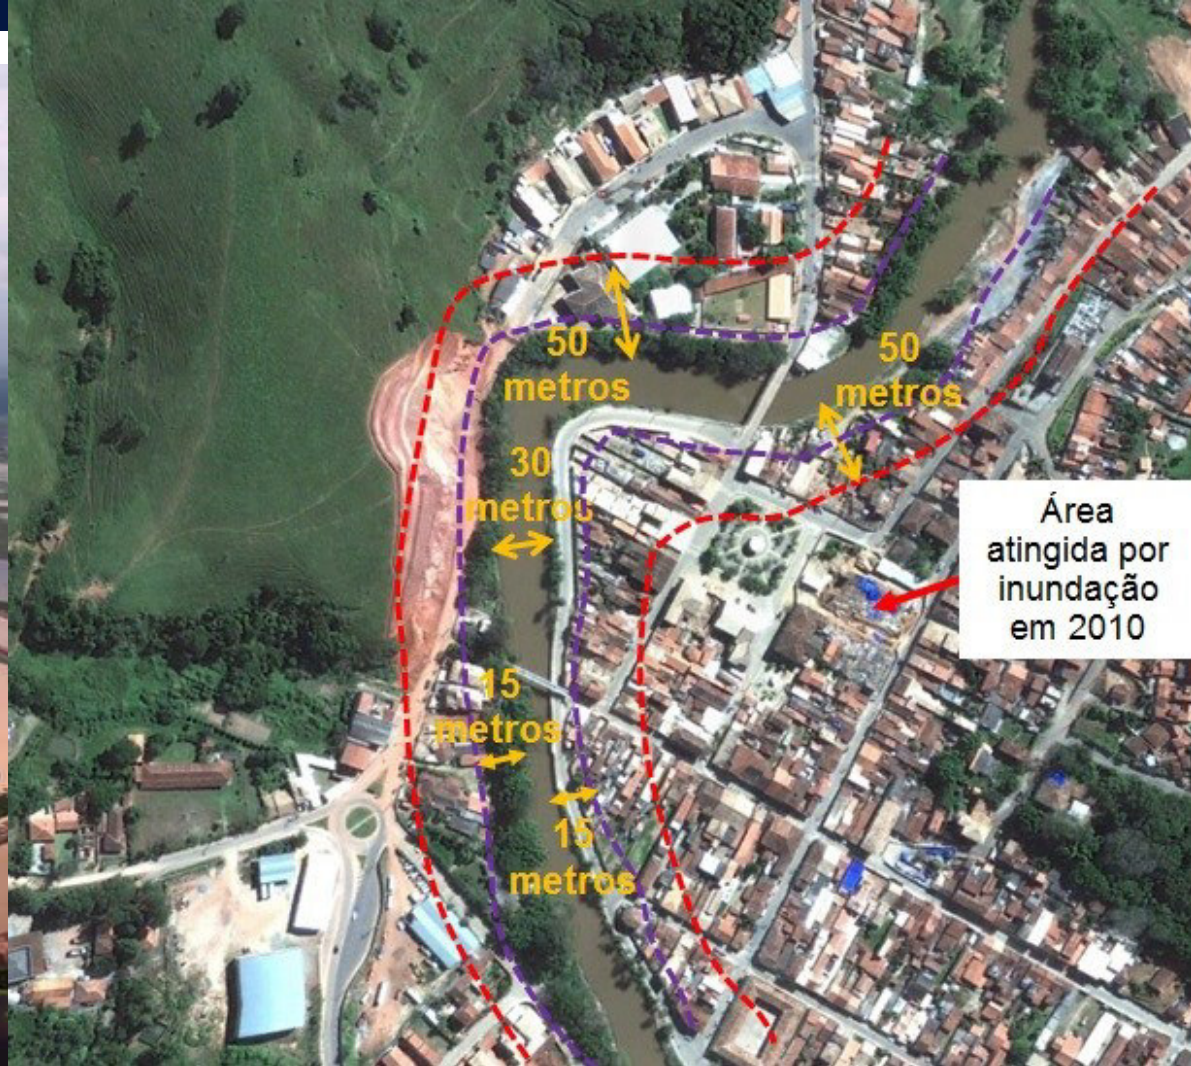 50
metros
50
metros
30
metros
Área
atingida por
inundação
em 2010
15
metros
15
metros